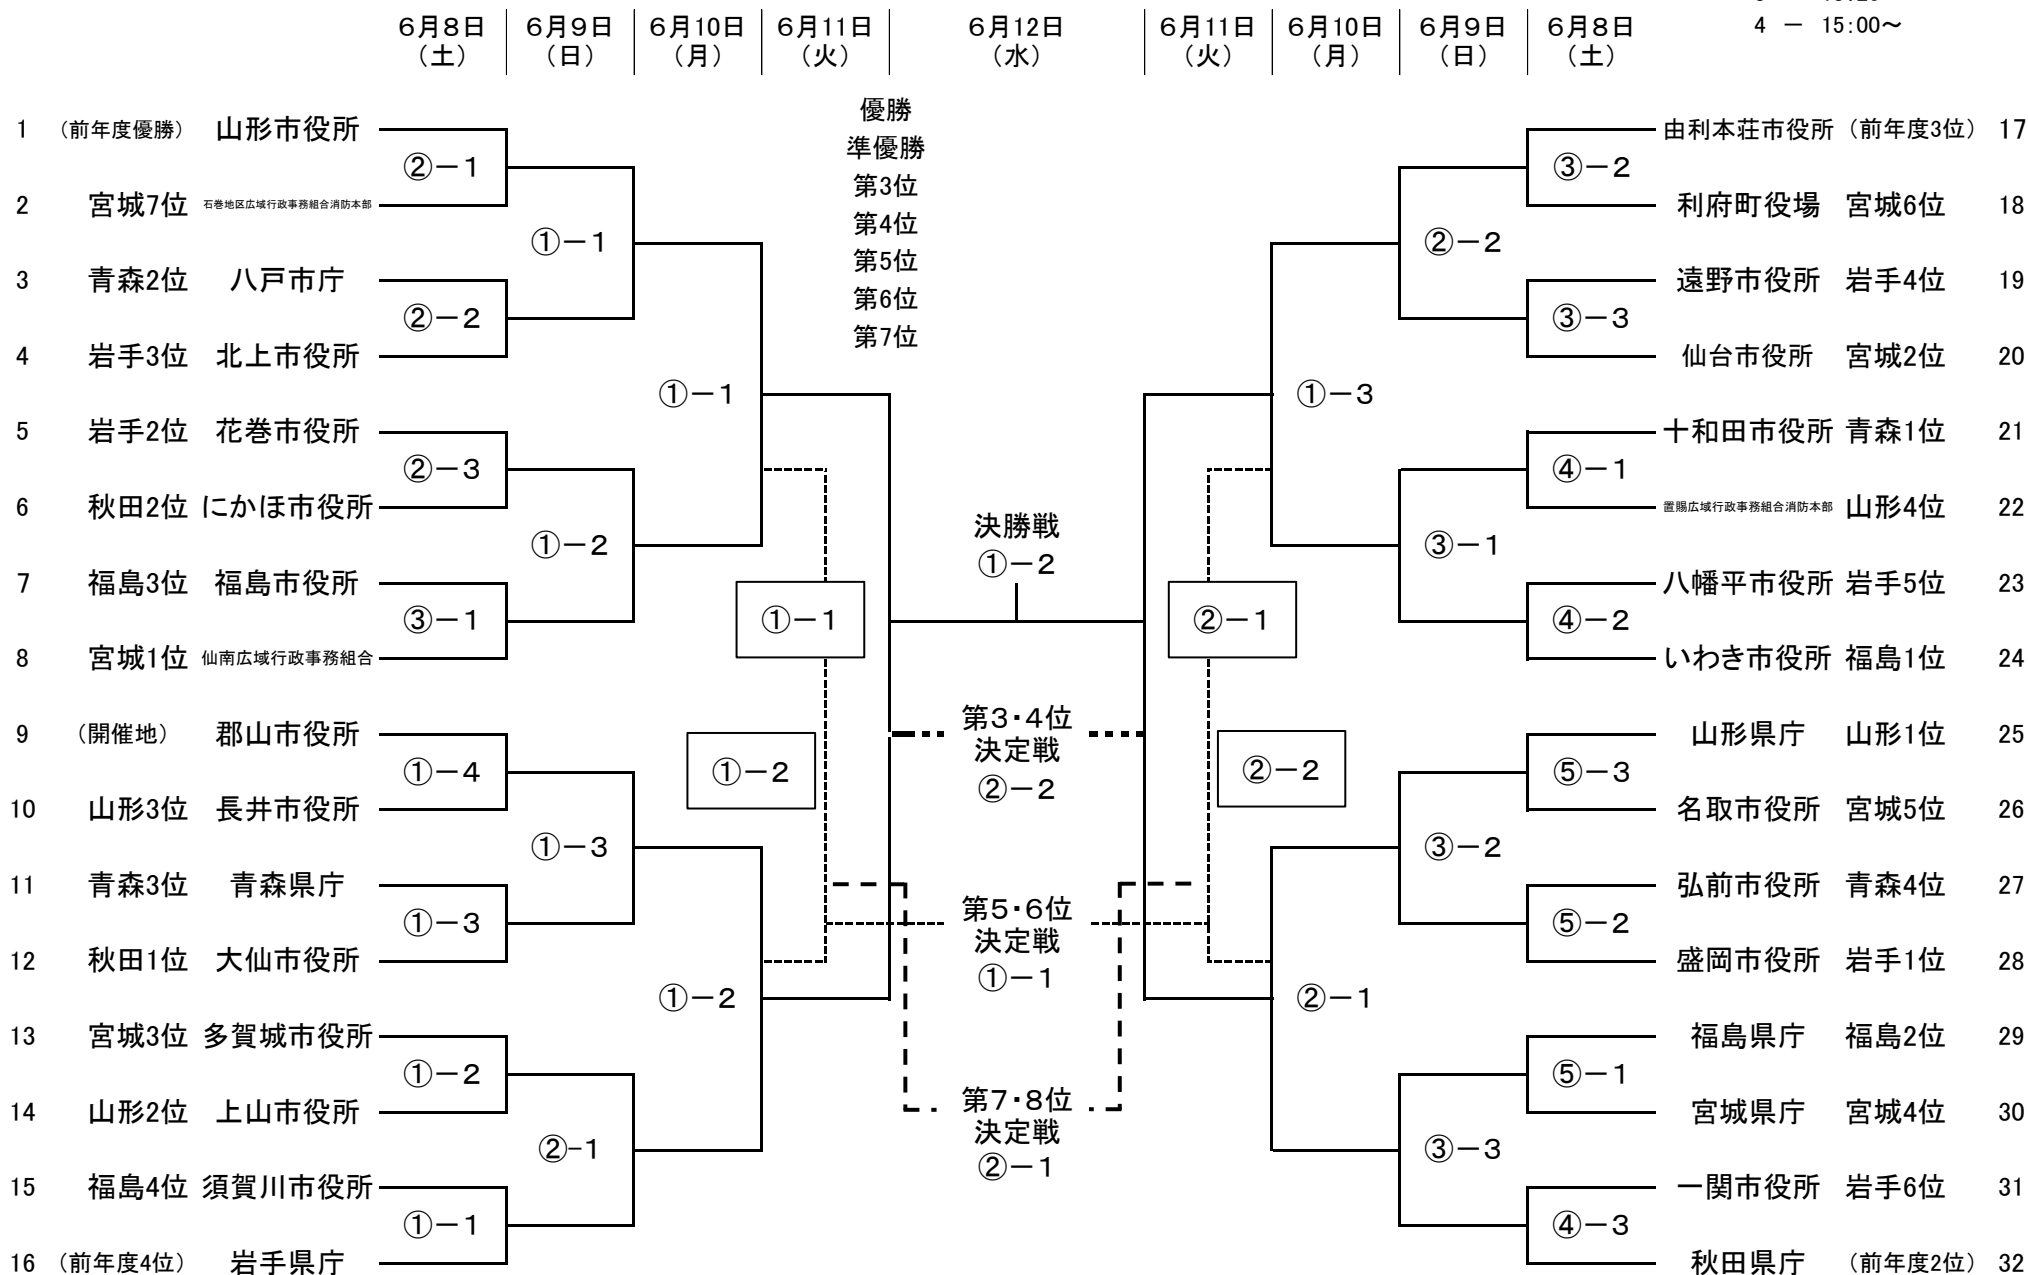 4 － 15:00～
6月8日 6月9日 6月10日 6月11日 6月12日 6月11日 6月10日 6月9日 6月8日
(土) (日) (月) (火) (水) (火) (月) (日) (土)
優勝
準優勝
第3位
第4位
第5位
第6位
第7位
1 (前年度優勝) 山形市役所
②－1
2 宮城7位 石巻地区広域行政事務組合消防本部
①－1
3 青森2位 八戸市庁
②－2
4 岩手3位 北上市役所
①－1
5 岩手2位 花巻市役所
②－3
6 秋田2位 にかほ市役所
①－2
7 福島3位 福島市役所
③－1
8 宮城1位 仙南広域行政事務組合
①－1
9 (開催地) 郡山市役所
①－4
10 山形3位 長井市役所
①－2
①－3
11 青森3位 青森県庁
①－3
12 秋田1位 大仙市役所
①－2
13 宮城3位 多賀城市役所
①－2
14 山形2位 上山市役所
②-1
15 福島4位 須賀川市役所
①－1
16 (前年度4位) 岩手県庁
決勝戦
①－2
第3・4位
決定戦
②－2
第5・6位
決定戦
①－1
第7・8位
決定戦
②－1
由利本荘市役所 (前年度3位) 17
③－2
利府町役場 宮城6位 18
②－2
遠野市役所 岩手4位 19
③－3
仙台市役所 宮城2位 20
①－3
十和田市役所 青森1位 21
④－1
置賜広域行政事務組合消防本部 山形4位 22
③－1
八幡平市役所 岩手5位 23
④－2
いわき市役所 福島1位 24
②－1
山形県庁 山形1位 25
⑤－3
名取市役所 宮城5位 26
②－2
③－2
弘前市役所 青森4位 27
⑤－2
盛岡市役所 岩手1位 28
②－1
福島県庁 福島2位 29
⑤－1
宮城県庁 宮城4位 30
③－3
一関市役所 岩手6位 31
④－3
秋田県庁 (前年度2位) 32